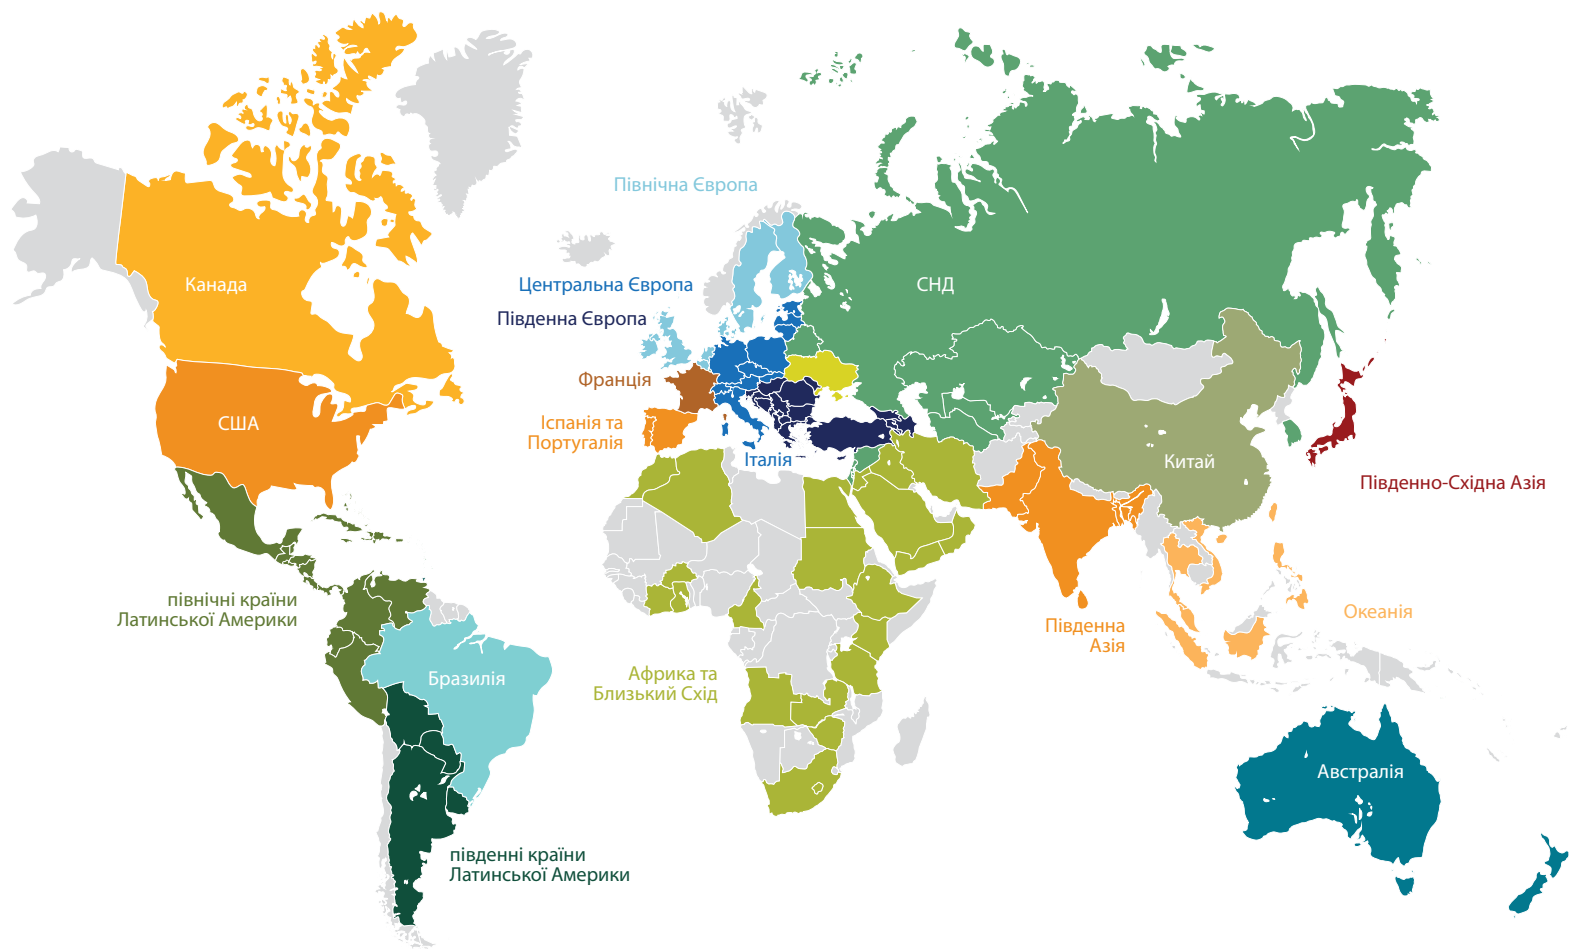 Північна Європа
Канада
Центральна Європа
СНД
Південна Європа
Франція
США
Іспанія та
Португалія
Італія
Китай
Південно-Східна Азія
північні країни
Латинської Америки
Океанія
Південна
Азія
Бразилія
Африка та
Близький Схід
Австралія
південні країни
Латинської Америки